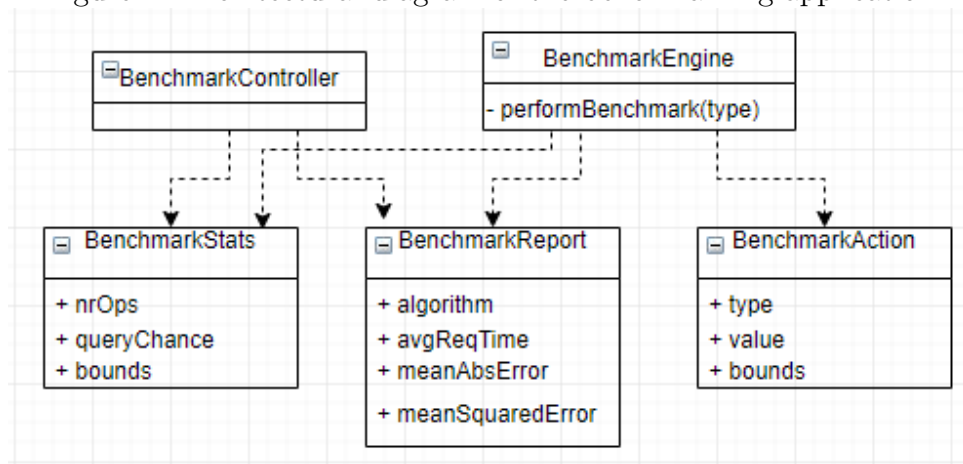 BenchmarkController
BenchmarkEngine
- performBenchmark(type)
BenchmarkStats
+ nrOps
+ queryChance
+ bounds
BenchmarkReport
+ algorithm
+ avgReqTime
+ meanAbsError
+ meanSquaredError
BenchmarkAction
+ type
+ value
+ bounds